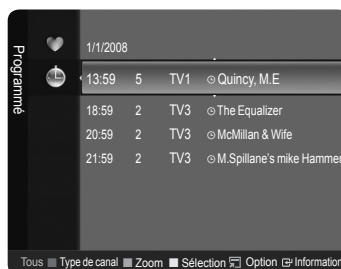 Programmé
1/1/2008
13:59 5 TV1 Quincy, M.E
18:59 2 TV3 The Equalizer
20:59 2 TV3 McMillan & Wife
21:59 2 TV3 M.Spillane's mike Hammer
Tous Type de canal Zoom Sélection Option Information